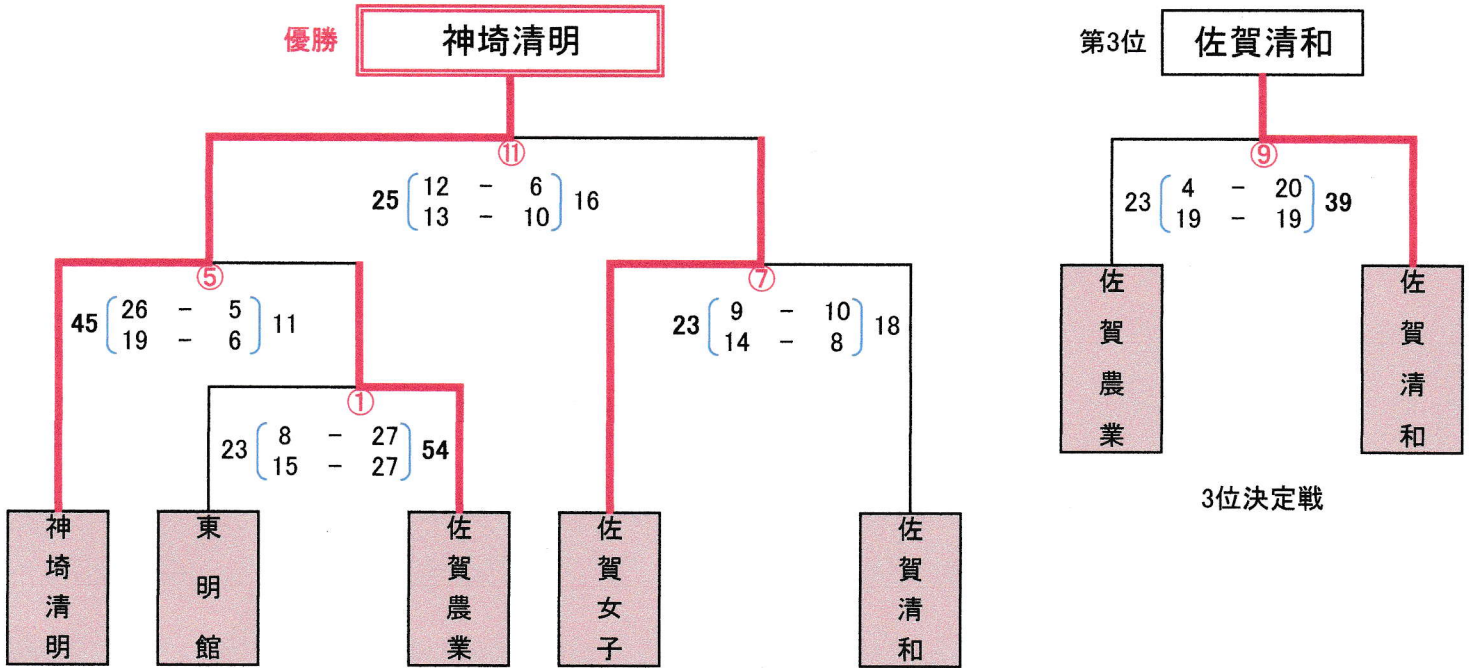 優勝 神埼清明
第3位 佐賀清和
⑪
25 12 - 6 16
13 - 10
⑨
23 4 - 20 39
19 - 19
⑤
45 26 - 5 11
19 - 6
⑦
23 9 - 10 18
14 - 8
①
23 8 - 27 54
15 - 27
神埼清明
東明館
佐賀農業
佐賀女子
佐賀清和
佐賀農業
佐賀清和
3位決定戦